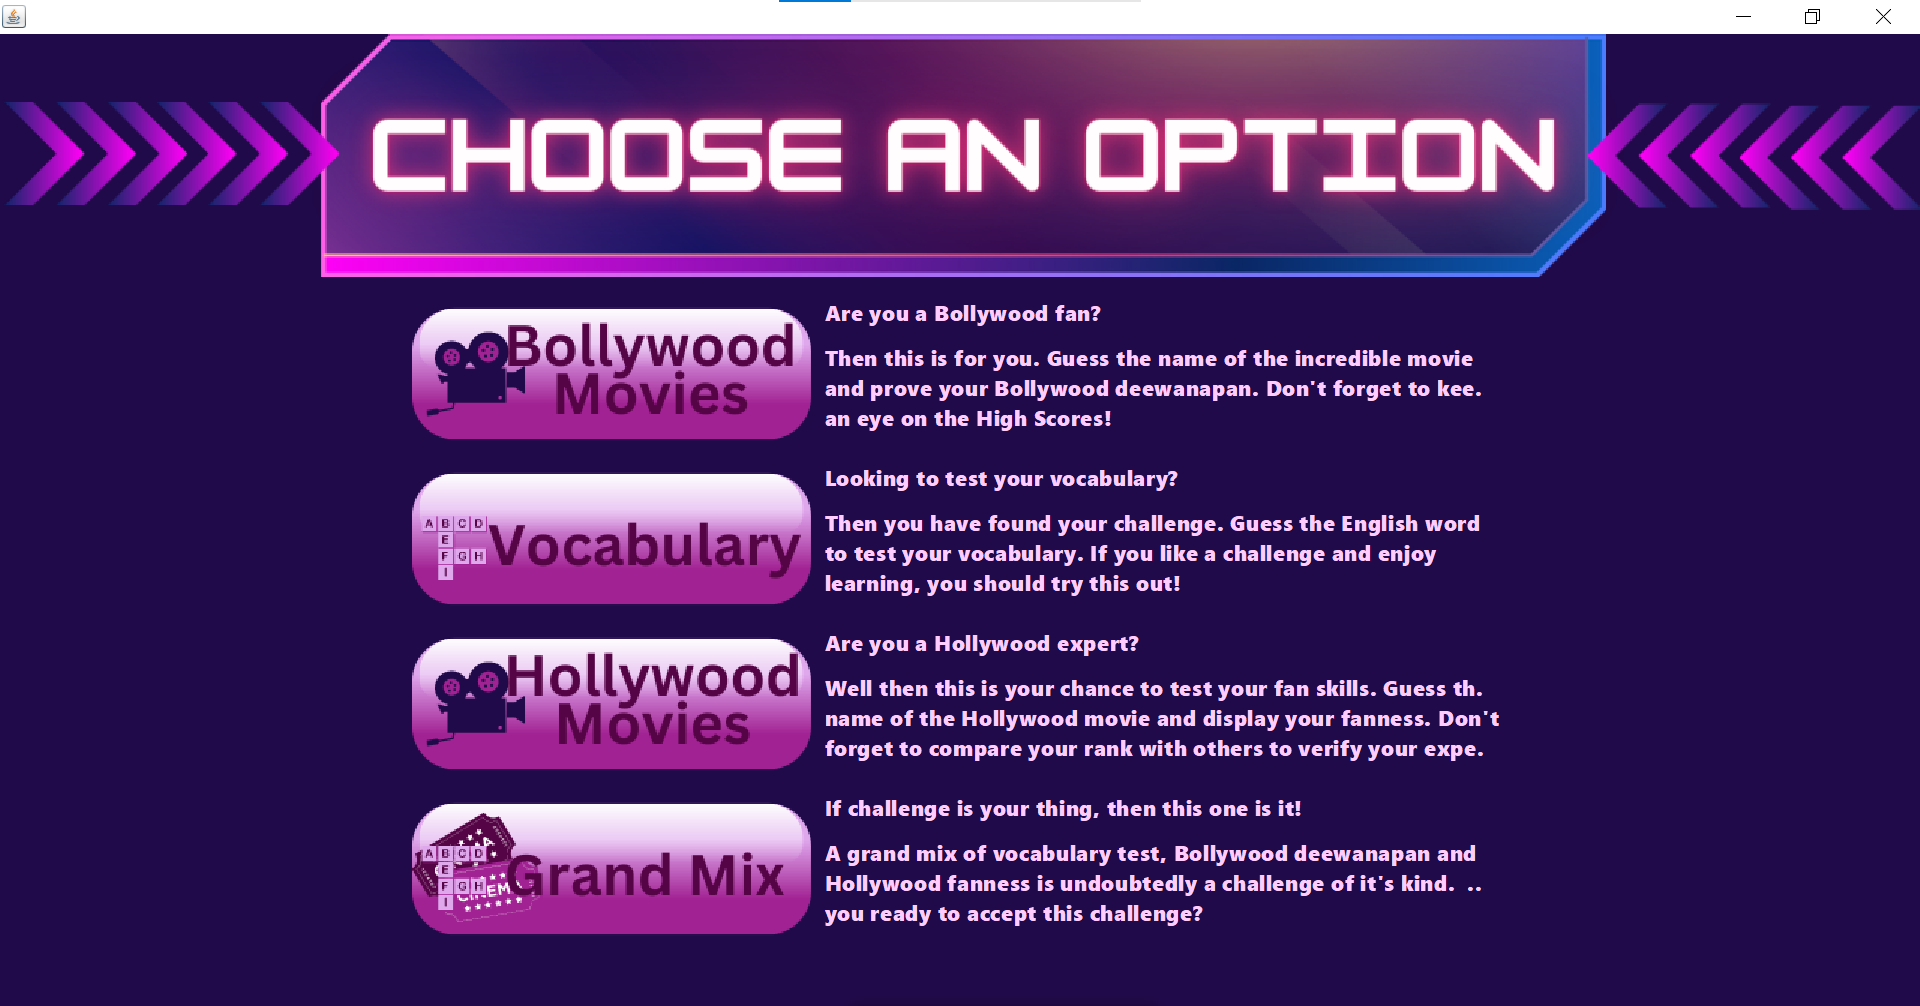 CHOOSE AN OPTION
Bollywood
Movies
Are you a Bollywood fan?
Then this is for you. Guess the name of the incredible movie
and prove your Bollywood deewanapan. Don't forget to kee.
an eye on the High Scores!
A B C D
E
F G H
I
Vocabulary
Looking to test your vocabulary?
Then you have found your challenge. Guess the English word
to test your vocabulary. If you like a challenge and enjoy
learning, you should try this out!
Hollywood
Movies
Are you a Hollywood expert?
Well then this is your chance to test your fan skills. Guess th.
name of the Hollywood movie and display your fanness. Don't
forget to compare your rank with others to verify your expe.
A B C D
E
F G H
I
Grand Mix
If challenge is your thing, then this one is it!
A grand mix of vocabulary test, Bollywood deewanapan and
Hollywood fanness is undoubtedly a challenge of it's kind. ..
you ready to accept this challenge?